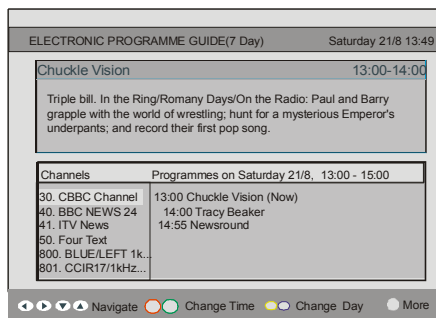 ELECTRONIC PROGRAMME GUIDE(7 Day) Saturday 21/8 13:49
Chuckle Vision 13:00-14:00
Triple bill. In the Ring/Romany Days/On the Radio: Paul and Barry
grapple with the world of wrestling; hunt for a mysterious Emperor's
underpants; and record their first pop song.
Channels Programmes on Saturday 21/8, 13:00 - 15:00
30. CBBC Channel 13:00 Chuckle Vision (Now)
40. BBC NEWS 24 14:00 Tracy Beaker
41. ITV News 14:55 Newsround
50. Four Text
800. BLUE/LEFT 1k...
801. CCIR17/1kHz...
Navigate Change Time Change Day More